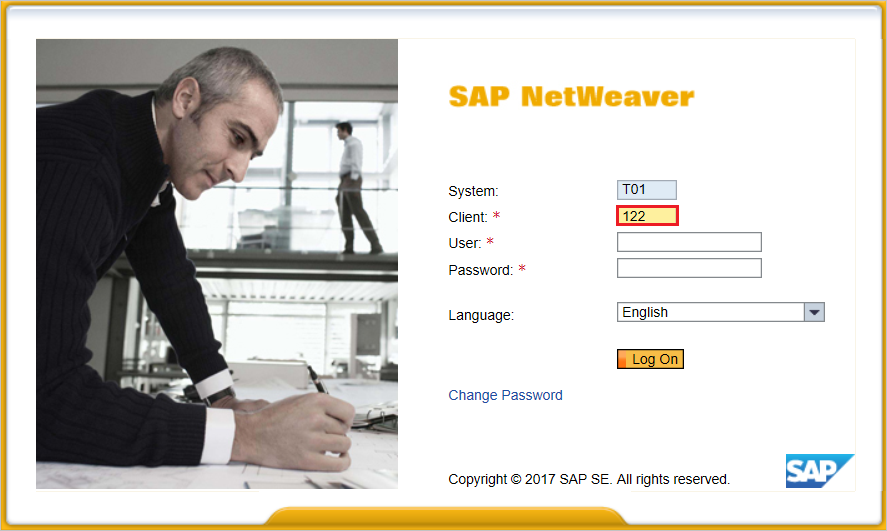 SAP NetWeaver
System: T01
Client: * 122
User: *
Password: *
Language: English
Log On
Change Password
Copyright © 2017 SAP SE. All rights reserved.
SAP